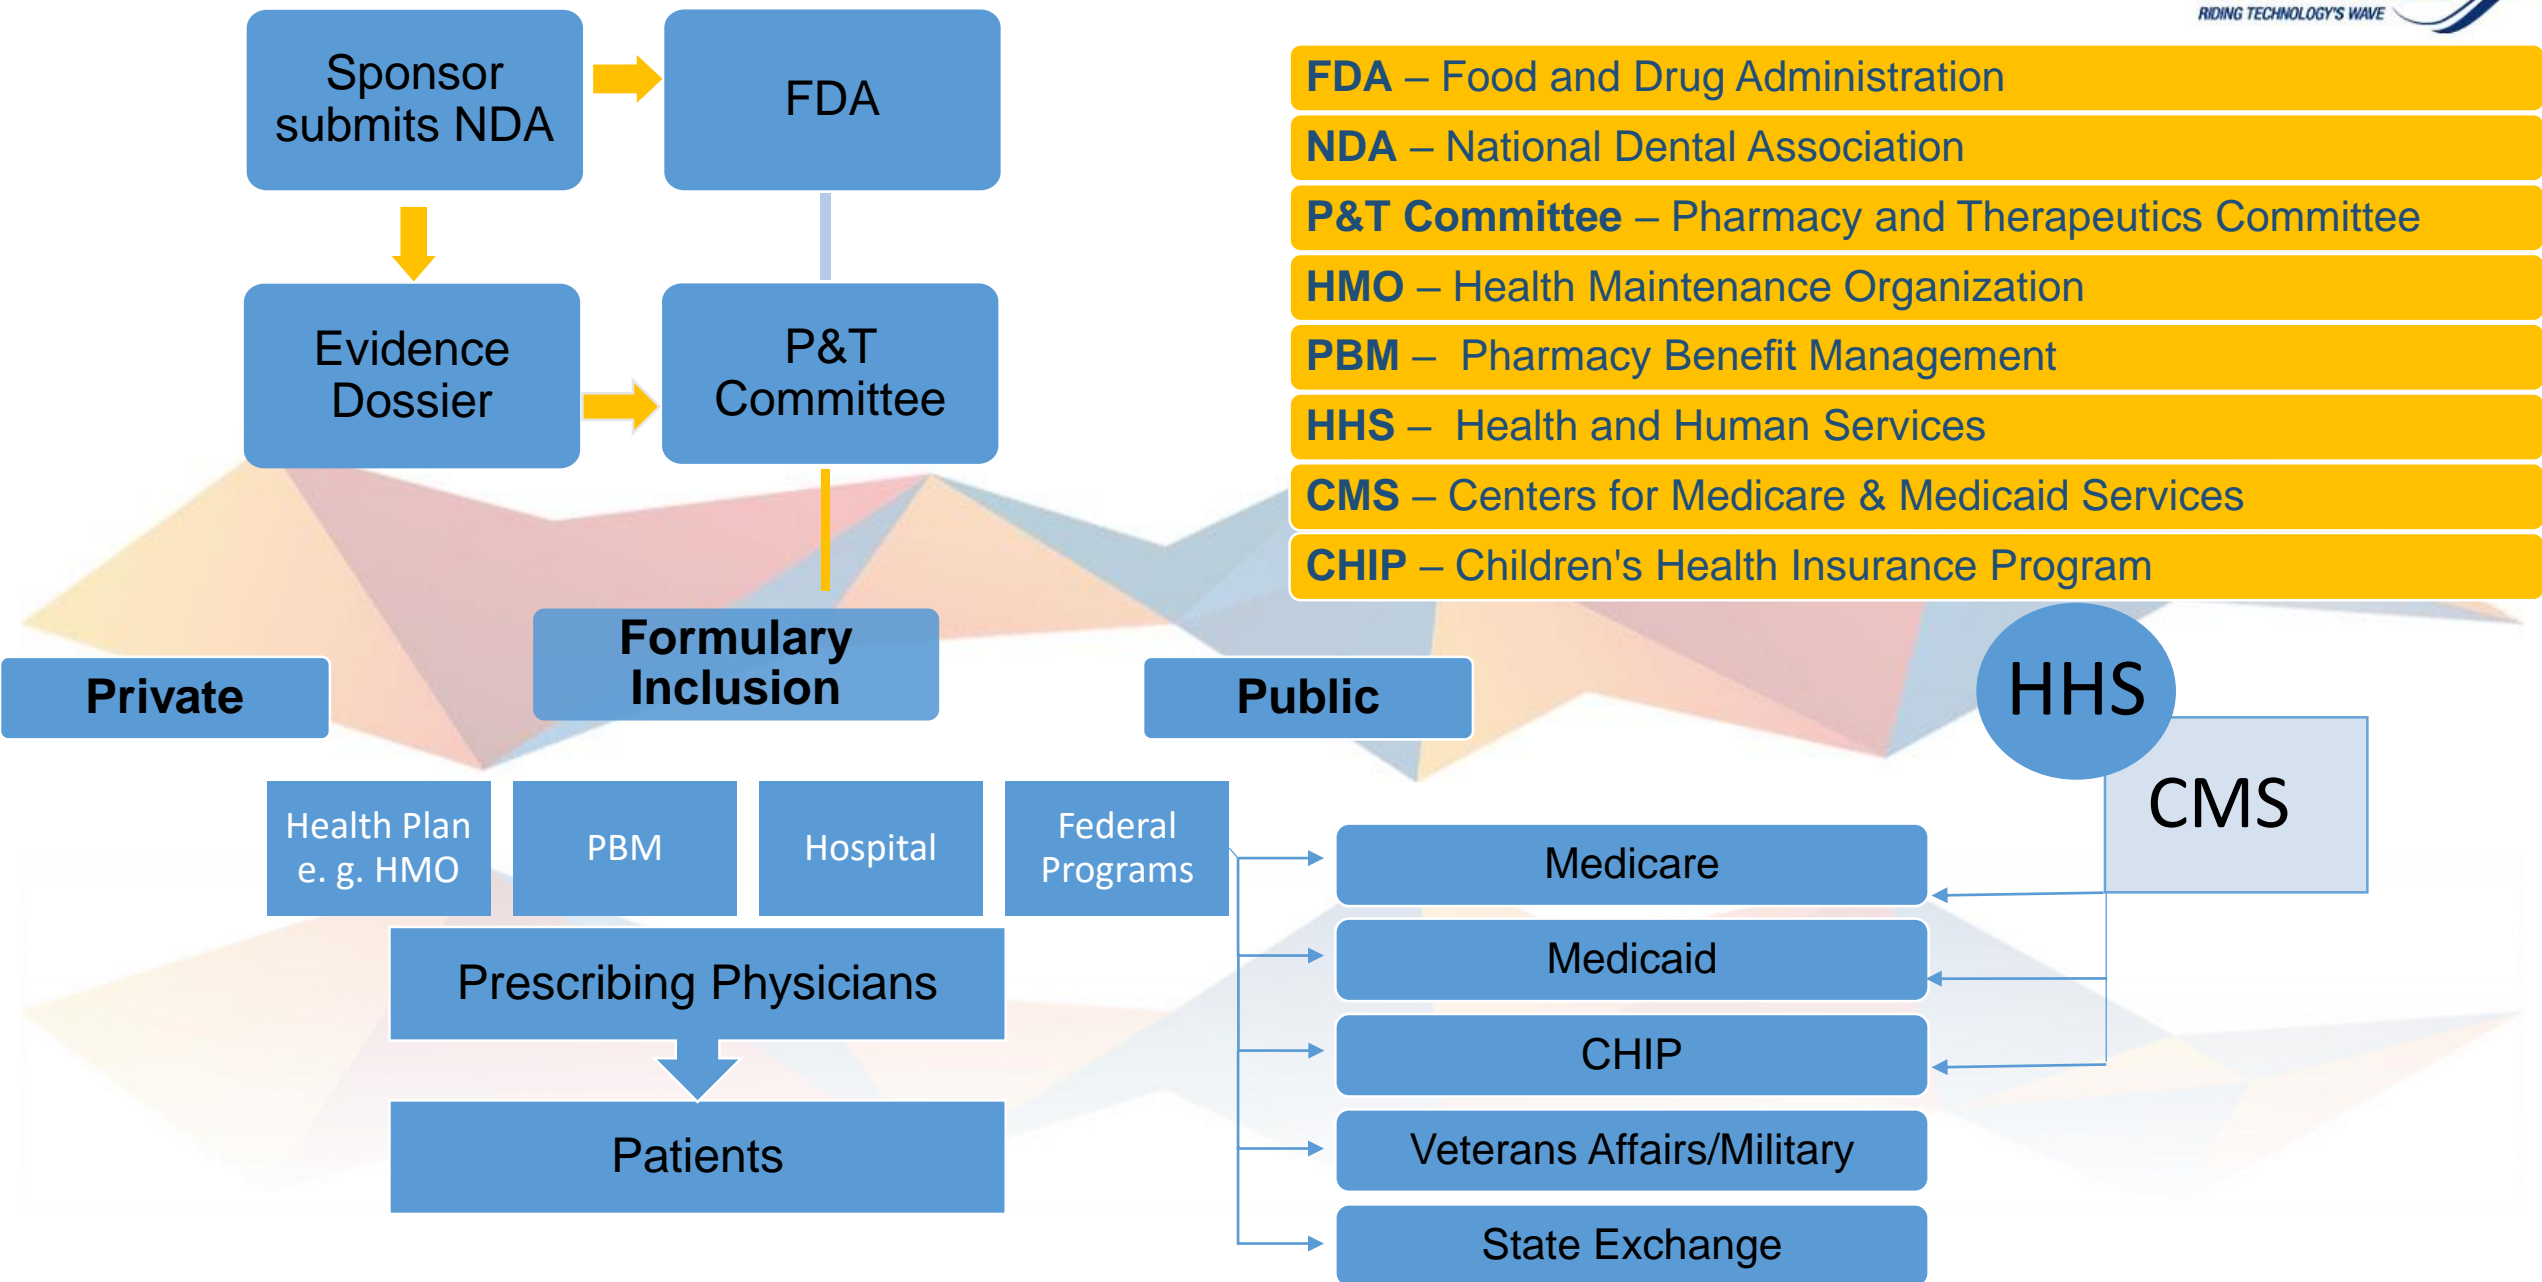 RIDING TECHNOLOGY'S WAVE
Sponsor
submits NDA
FDA
Evidence
Dossier
P&T
Committee
FDA – Food and Drug Administration
NDA – National Dental Association
P&T Committee – Pharmacy and Therapeutics Committee
HMO – Health Maintenance Organization
PBM – Pharmacy Benefit Management
HHS – Health and Human Services
CMS – Centers for Medicare & Medicaid Services
CHIP – Children's Health Insurance Program
Private
Formulary
Inclusion
Public
HHS
CMS
Health Plan
e. g. HMO
PBM
Hospital
Federal
Programs
Prescribing Physicians
Patients
Medicare
Medicaid
CHIP
Veterans Affairs/Military
State Exchange